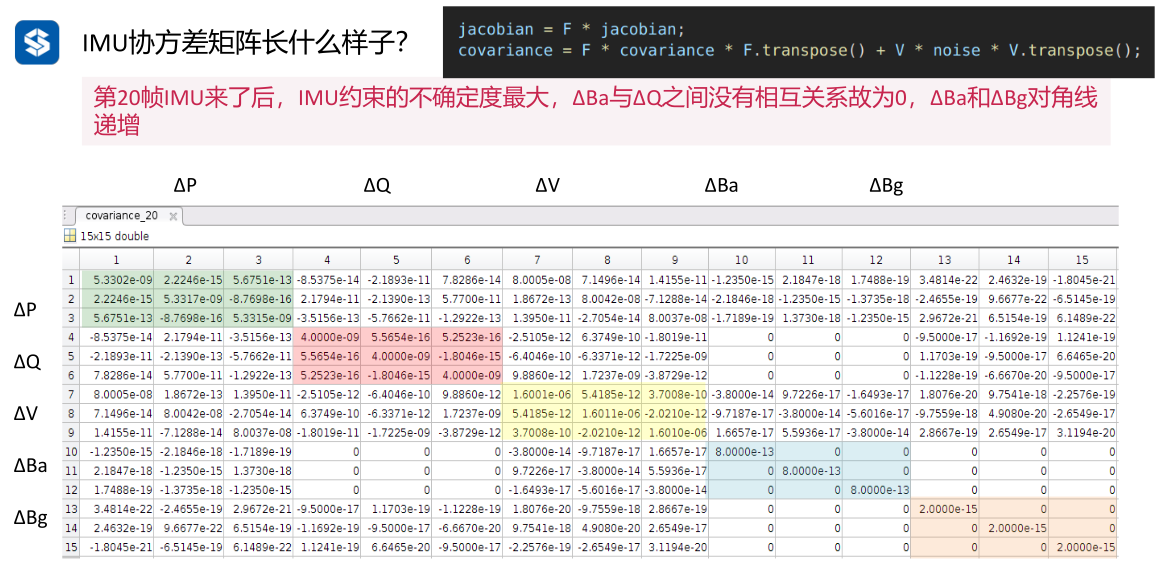 IMU协方差矩阵长什么样子？
jacobian = F * jacobian;
covariance = F * covariance * F.transpose() + V * noise * V.transpose();
第20帧IMU来了后，IMU约束的不确定度最大，ΔBa与ΔQ之间没有相互关系故为0，ΔBa和ΔBg对角线
递增
ΔP ΔQ ΔV ΔBa ΔBg
covariance_20
15x15 double
1 2 3 4 5 6 7 8 9 10 11 12 13 14 15
1 5.3302e-09 2.2246e-15 5.6751e-13 -8.5375e-14 -2.1893e-11 7.8286e-14 8.0005e-08 7.1496e-14 1.4155e-11 -1.2350e-15 2.1847e-18 1.7488e-19 3.4814e-22 2.4632e-19 -1.8045e-21
ΔP
2 2.2246e-15 5.3317e-09 -8.7698e-16 2.1794e-11 -2.1390e-13 5.7700e-11 1.8672e-13 8.0042e-08 -7.1288e-14 -2.1846e-18 -1.2350e-15 -1.3735e-18 -2.4655e-19 9.6677e-22 -6.5145e-19
3 5.6751e-13 -8.7698e-16 5.3315e-09 -3.5156e-13 -5.7662e-11 -1.2922e-13 1.3950e-11 -2.7054e-14 8.0037e-08 -1.7189e-19 1.3730e-18 -1.2350e-15 2.9672e-21 6.5154e-19 6.1489e-22
4 -8.5375e-14 2.1794e-11 -3.5156e-13 4.0000e-09 5.5654e-16 5.2523e-16 -2.5105e-12 6.3749e-10 -1.8019e-11 0 0 0 -9.5000e-17 -1.1692e-19 1.1241e-19
ΔQ
5 -2.1893e-11 -2.1390e-13 -5.7662e-11 5.5654e-16 4.0000e-09 -1.8046e-15 -6.4046e-10 -6.3371e-12 -1.7225e-09 0 0 0 1.1703e-19 -9.5000e-17 6.6465e-20
6 7.8286e-14 5.7700e-11 -1.2922e-13 5.2523e-16 -1.8046e-15 4.0000e-09 9.8860e-12 1.7237e-09 -3.8729e-12 0 0 0 -1.1228e-19 -6.6670e-20 -9.5000e-17
7 8.0005e-08 1.8672e-13 1.3950e-11 -2.5105e-12 -6.4046e-10 9.8860e-12 1.6001e-06 5.4185e-12 3.7008e-10 -3.8000e-14 9.7226e-17 -1.6493e-17 1.8076e-20 9.7541e-18 -2.2576e-19
ΔV
8 7.1496e-14 8.0042e-08 -2.7054e-14 6.3749e-10 -6.3371e-12 1.7237e-09 5.4185e-12 1.6011e-06 -2.0210e-12 -9.7187e-17 -3.8000e-14 -5.6016e-17 -9.7559e-18 4.9080e-20 -2.6549e-17
9 1.4155e-11 -7.1288e-14 8.0037e-08 -1.8019e-11 -1.7225e-09 -3.8729e-12 3.7008e-10 -2.0210e-12 1.6010e-06 1.6657e-17 5.5936e-17 -3.8000e-14 2.8667e-19 2.6549e-17 3.1194e-20
10 -1.2350e-15 -2.1846e-18 -1.7189e-19 0 0 0 -3.8000e-14 -9.7187e-17 1.6657e-17 8.0000e-13 0 0 0 0 0
ΔBa
11 2.1847e-18 -1.2350e-15 1.3730e-18 0 0 0 9.7226e-17 -3.8000e-14 5.5936e-17 0 8.0000e-13 0 0 0 0
12 1.7488e-19 -1.3735e-18 -1.2350e-15 0 0 0 -1.6493e-17 -5.6016e-17 -3.8000e-14 0 0 8.0000e-13 0 0 0
13 3.4814e-22 -2.4655e-19 2.9672e-21 -9.5000e-17 1.1703e-19 -1.1228e-19 1.8076e-20 -9.7559e-18 2.8667e-19 0 0 0 2.0000e-15 0 0
ΔBg
14 2.4632e-19 9.6677e-22 6.5154e-19 -1.1692e-19 -9.5000e-17 -6.6670e-20 9.7541e-18 4.9080e-20 2.6549e-17 0 0 0 0 2.0000e-15 0
15 -1.8045e-21 -6.5145e-19 6.1489e-22 1.1241e-19 6.6465e-20 -9.5000e-17 -2.2576e-19 -2.6549e-17 3.1194e-20 0 0 0 0 0 2.0000e-15